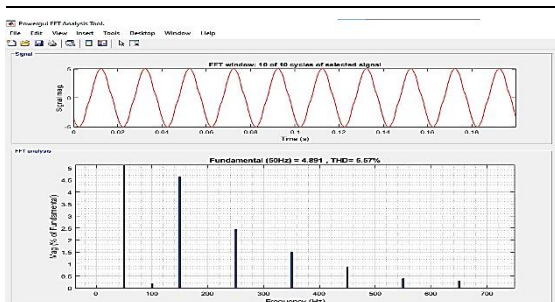 Powergui FFT Analysis Tool.
File Edit View Insert Tools Desktop Window Help
Signal
FFT window: 10 of 10 cycles of selected signal
Signal mag.
5
0
-5
0 0.02 0.04 0.06 0.08 0.1 0.12 0.14 0.16 0.18
Time (s)
FFT analysis
Fundamental (50Hz) = 4.891 , THD= 5.57%
Mag (% of Fundamental)
5
4.5
4
3.5
3
2.5
2
1.5
1
0.5
0
0 100 200 300 400 500 600 700
Frequency (Hz)